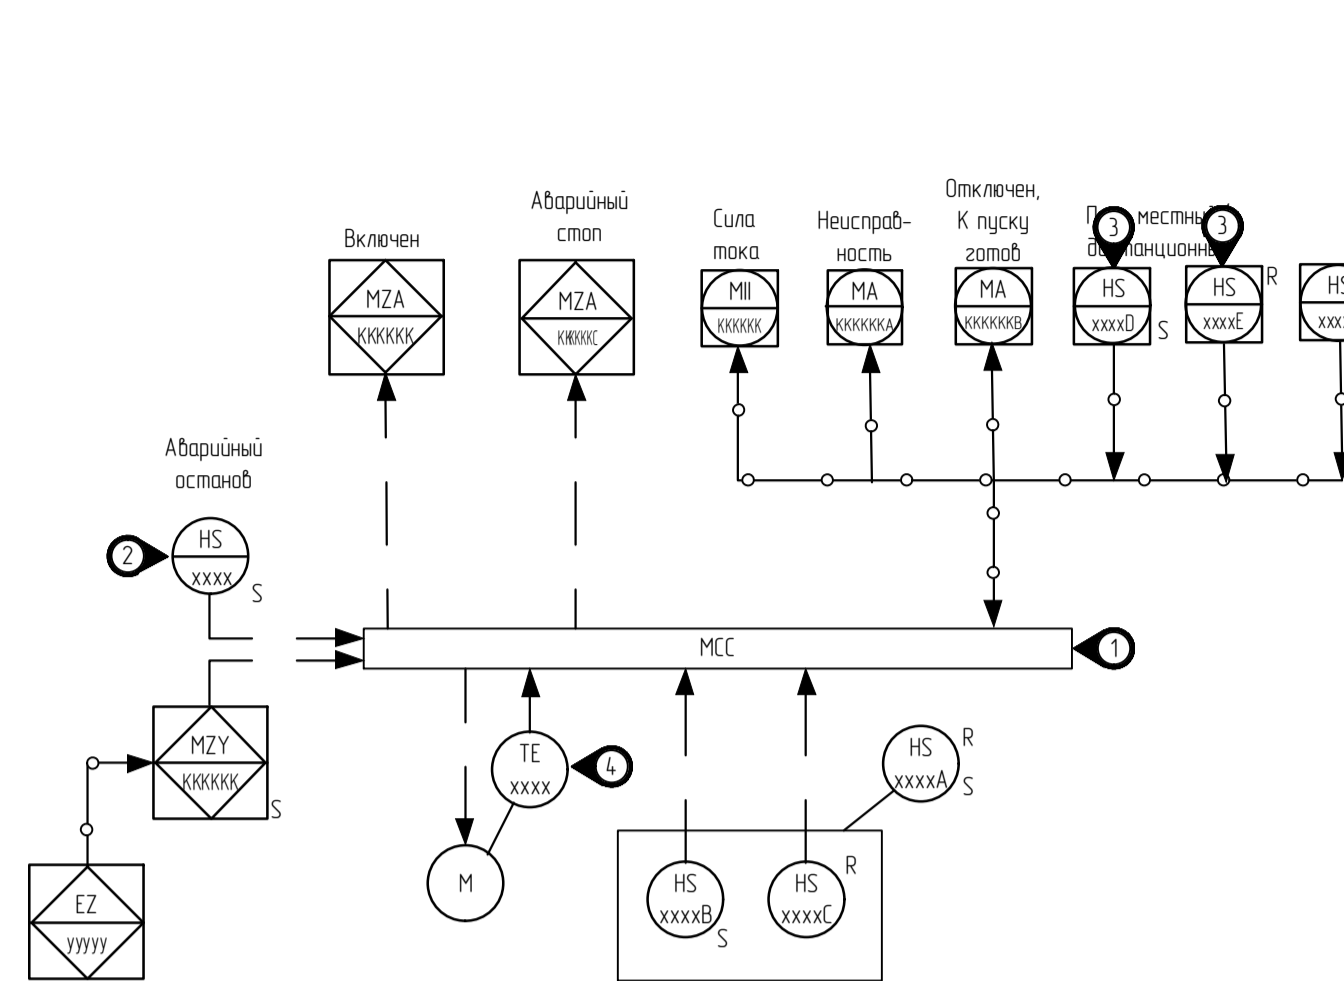 Отключен,
Аварийный
Сила
Неисправ-
К пуску
3
местный
3
стоп
Включен
тока
ность
готов
R
MZA
MZA
MII
MA
MA
HS
HS
KKKKKK
KKKKKKC
KKKKKK
KKKKKKA
KKKKKKB
xxxxD
S
xxxxE
Аварийный
останов
2
HS
xxxx
S
MCC
1
MZY
KKKKKK
S
TE
xxxx
4
HS
xxxxA
R
S
EZ
yyyyy
M
HS
xxxxB
S
HS
xxxxC
R